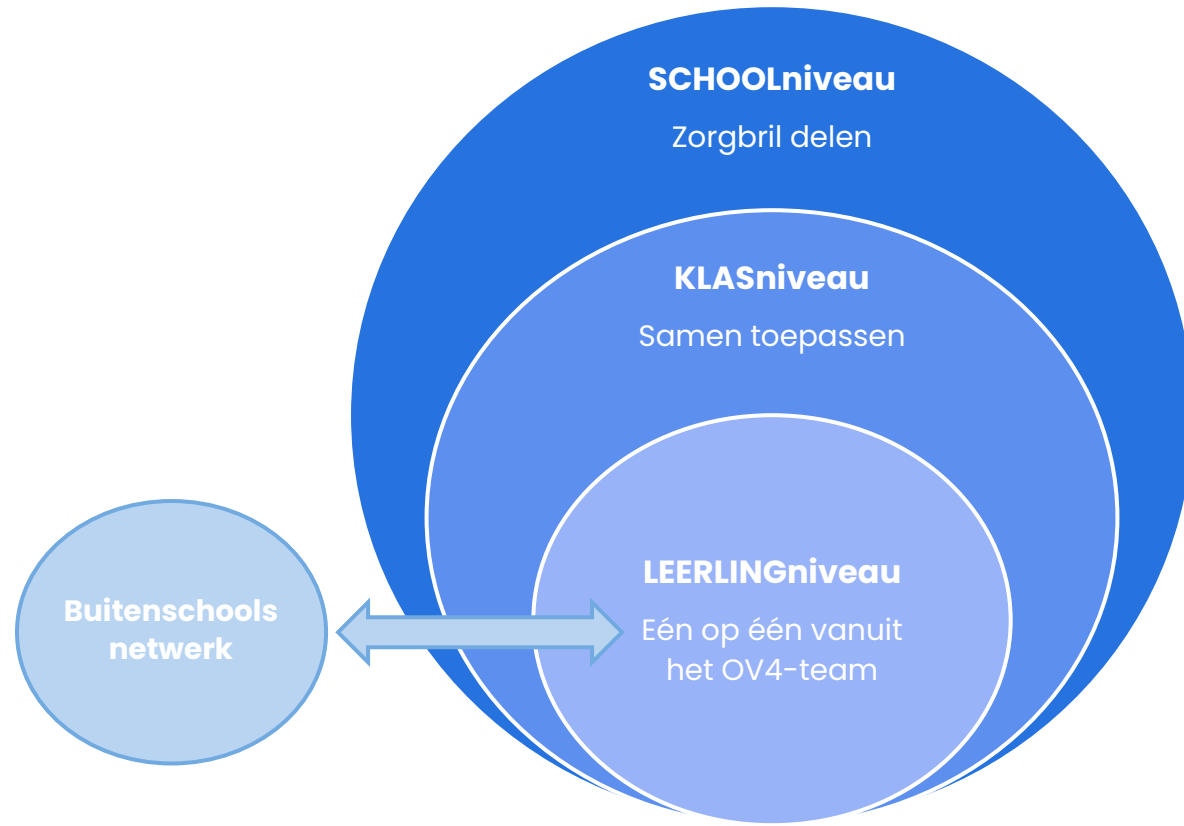 SCHOOLniveau
Zorgbril delen
KLASniveau
Samen toepassen
LEERLINGniveau
Eén op één vanuit
het OV4-team
Buitenschools
netwerk